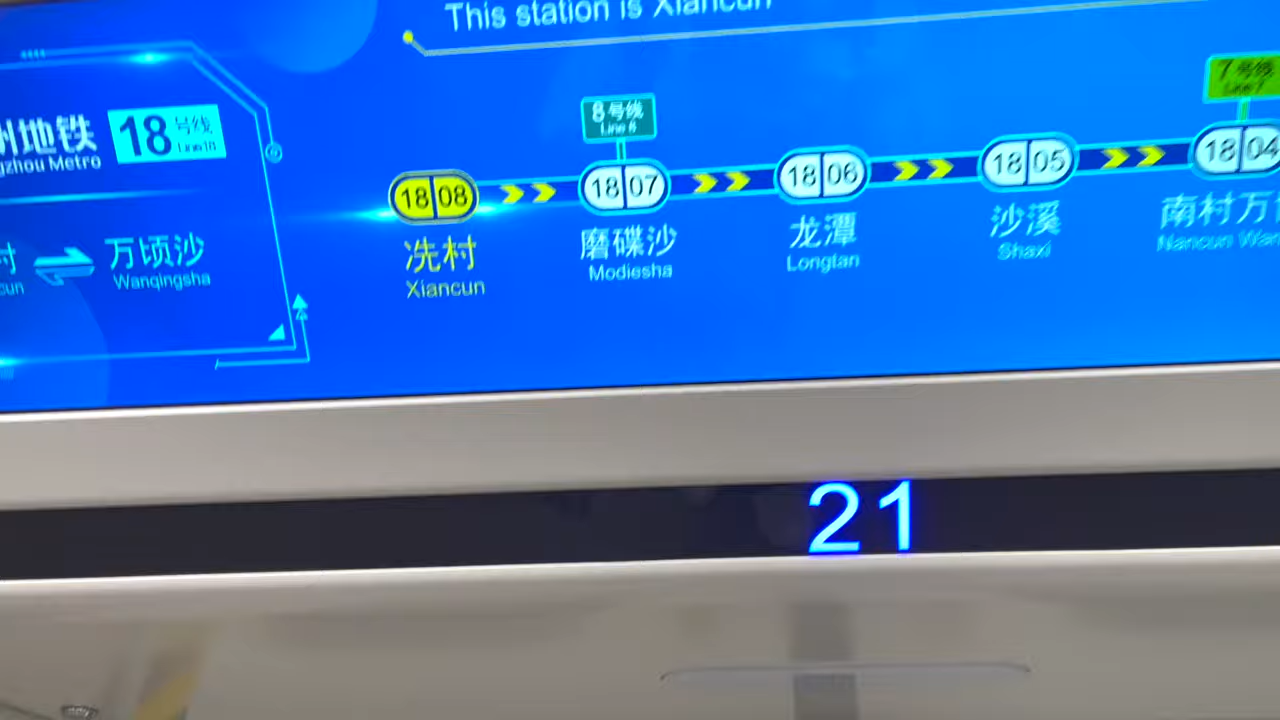 This station is Xiancun
州地铁
gzhou Metro
18 号线
Line 18
村
cun
万顷沙
Wanqingsha
8号线
Line 8
7号线
Line 7
18 08
18 07
18 06
18 05
18 04
冼村
Xiancun
磨碟沙
Modiesha
龙潭
Longtan
沙溪
Shaxi
南村万
Nancun Wan
21